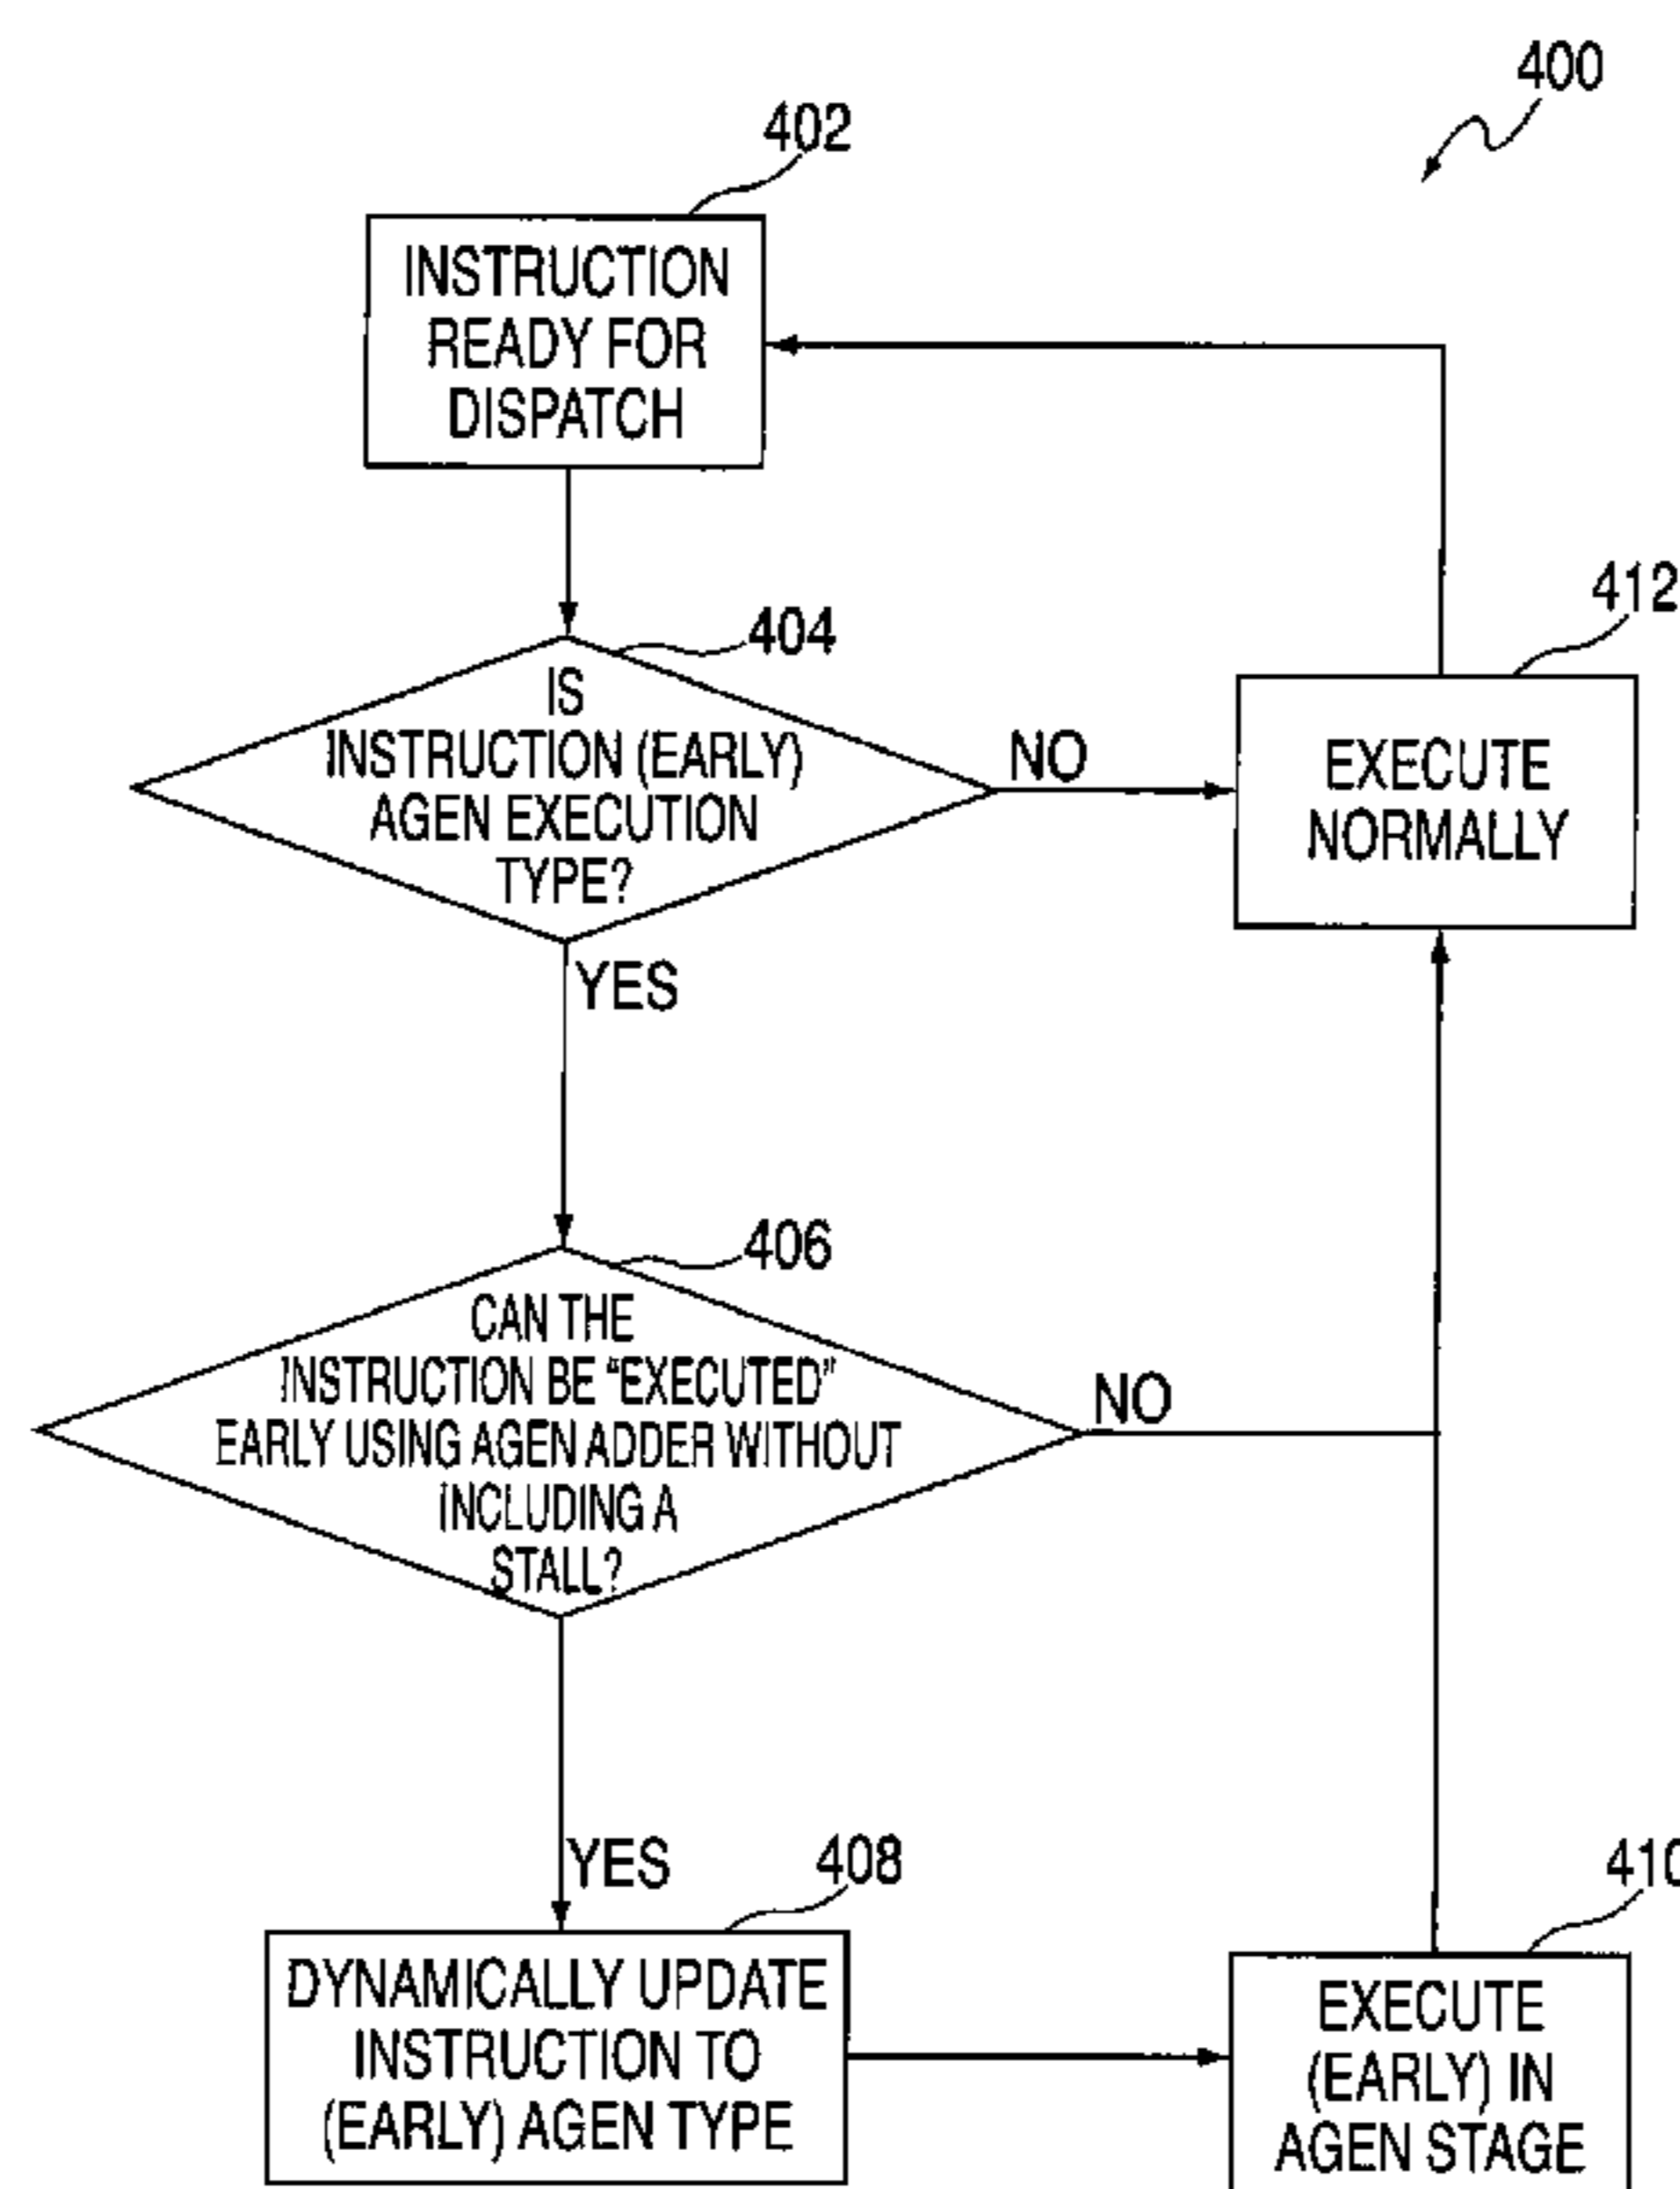 400
402
INSTRUCTION
READY FOR
DISPATCH
404
IS
INSTRUCTION (EARLY)
AGEN EXECUTION
TYPE?
NO
412
EXECUTE
NORMALLY
YES
406
CAN THE
INSTRUCTION BE "EXECUTED"
EARLY USING AGEN ADDER WITHOUT
INCLUDING A
STALL?
NO
YES
408
DYNAMICALLY UPDATE
INSTRUCTION TO
(EARLY) AGEN TYPE
410
EXECUTE
(EARLY) IN
AGEN STAGE